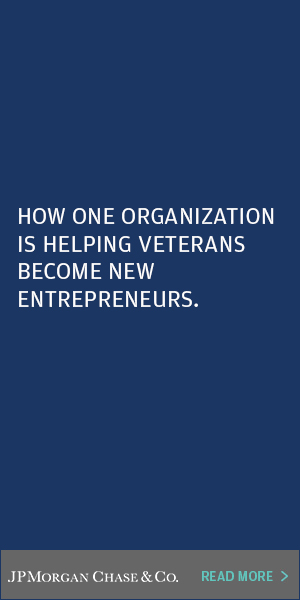 HOW ONE ORGANIZATION
IS HELPING VETERANS
BECOME NEW
ENTREPRENEURS.
JPMORGAN CHASE & CO.
READ MORE >